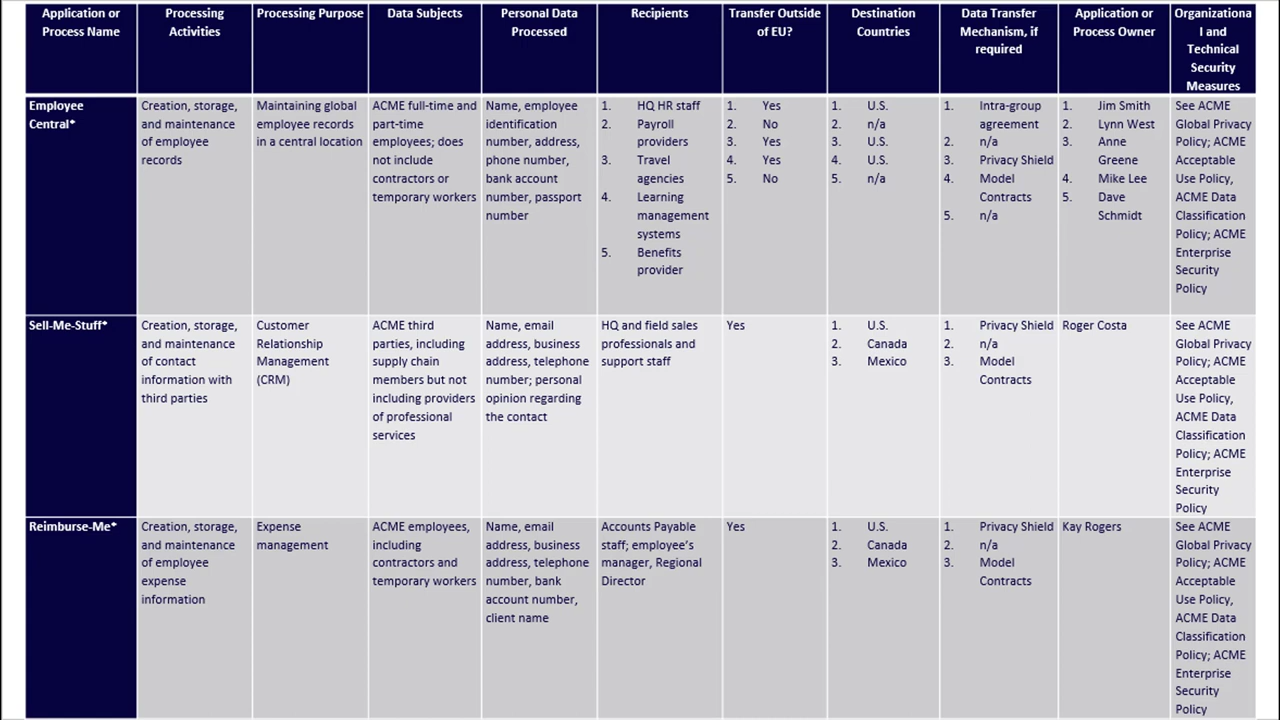 Application or
Process Name
Processing
Activities
Processing Purpose
Data Subjects
Personal Data
Processed
Recipients
Transfer Outside
of EU?
Destination
Countries
Data Transfer
Mechanism, if
required
Application or
Process Owner
Organizationa
l and
Technical
Security
Measures
Employee
Central*
Creation, storage,
and maintenance
of employee
records
Maintaining global
employee records
in a central location
ACME full-time and
part-time
employees; does
not include
contractors or
temporary workers
Name, employee
identification
number, address,
phone number,
bank account
number, passport
number
1. HQ HR staff
2. Payroll
providers
3. Travel
agencies
4. Learning
management
systems
5. Benefits
provider
1. Yes
2. No
3. Yes
4. Yes
5. No
1. U.S.
2. n/a
3. U.S.
4. U.S.
5. n/a
1. Intra-group
agreement
2. n/a
3. Privacy Shield
4. Model
Contracts
5. n/a
1. Jim Smith
2. Lynn West
3. Anne
Greene
4. Mike Lee
5. Dave
Schmidt
See ACME
Global Privacy
Policy; ACME
Acceptable
Use Policy,
ACME Data
Classification
Policy; ACME
Enterprise
Security
Policy
Sell-Me-Stuff*
Creation, storage,
and maintenance
of contact
information with
third parties
Customer
Relationship
Management
(CRM)
ACME third
parties, including
supply chain
members but not
including providers
of professional
services
Name, email
address, business
address, telephone
number; personal
opinion regarding
the contact
HQ and field sales
professionals and
support staff
Yes
1. U.S.
2. Canada
3. Mexico
1. Privacy Shield
2. n/a
3. Model
Contracts
Roger Costa
See ACME
Global Privacy
Policy; ACME
Acceptable
Use Policy,
ACME Data
Classification
Policy; ACME
Enterprise
Security
Policy
Reimburse-Me*
Creation, storage,
and maintenance
of employee
expense
information
Expense
management
ACME employees,
including
contractors and
temporary workers
Name, email
address, business
address, telephone
number, bank
account number,
client name
Accounts Payable
staff; employee's
manager, Regional
Director
Yes
1. U.S.
2. Canada
3. Mexico
1. Privacy Shield
2. n/a
3. Model
Contracts
Kay Rogers
See ACME
Global Privacy
Policy; ACME
Acceptable
Use Policy,
ACME Data
Classification
Policy; ACME
Enterprise
Security
Policy